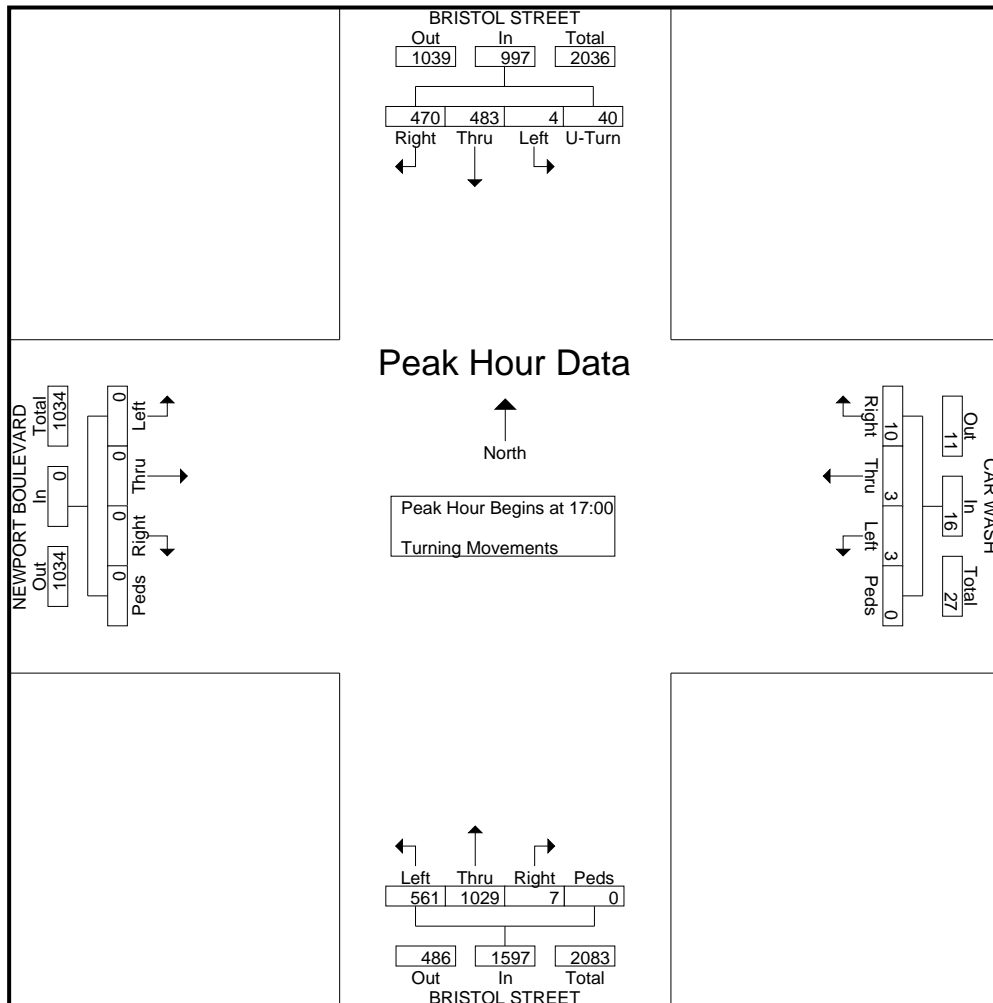 BRISTOL STREET
Out In Total
1039 997 2036
470 483 4 40
Right Thru Left U-Turn
Peak Hour Data
North
Peak Hour Begins at 17:00
Turning Movements
NEWPORT BOULEVARD
Total In Out
1034 0 1034
0 0 0 0
Left Thru Right Peds
CAR WASH
Out In Total
11 16 27
10 3 3 0
Right Thru Left Peds
Left Thru Right Peds
561 1029 7 0
486 1597 2083
Out In Total
BRISTOL STREET